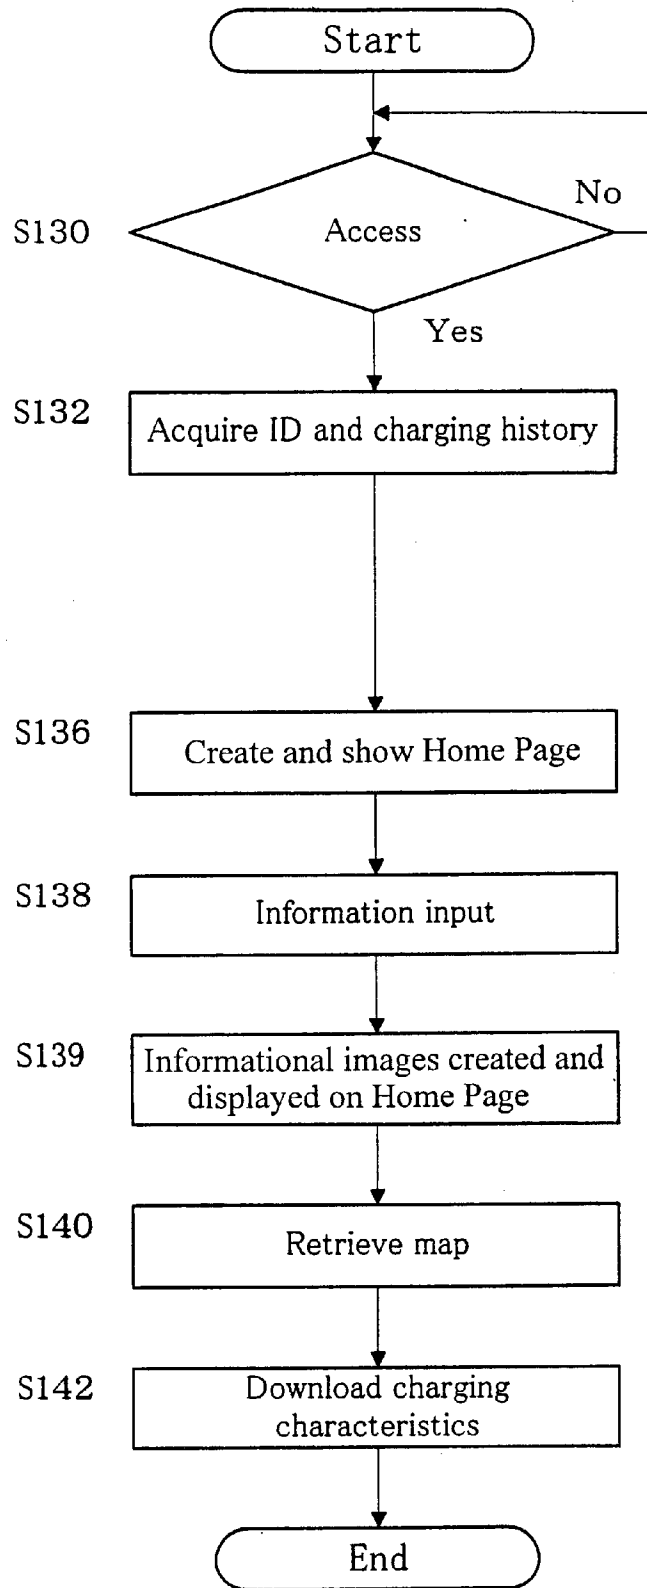 Start
No
S130
Access
Yes
S132
Acquire ID and charging history
S136
Create and show Home Page
S138
Information input
S139
Informational images created and
displayed on Home Page
S140
Retrieve map
S142
Download charging
characteristics
End